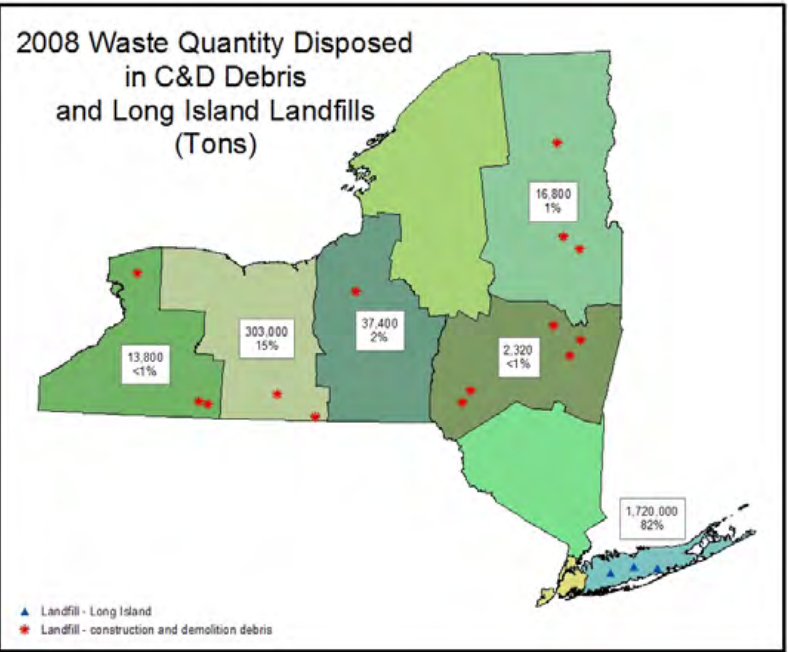 2008 Waste Quantity Disposed
in C&D Debris
and Long Island Landfills
(Tons)
16,800
1%
303,000
15%
37,400
2%
13,800
<1%
2,320
<1%
1,720,000
82%
Landfill - Long Island
Landfill - construction and demolition debris